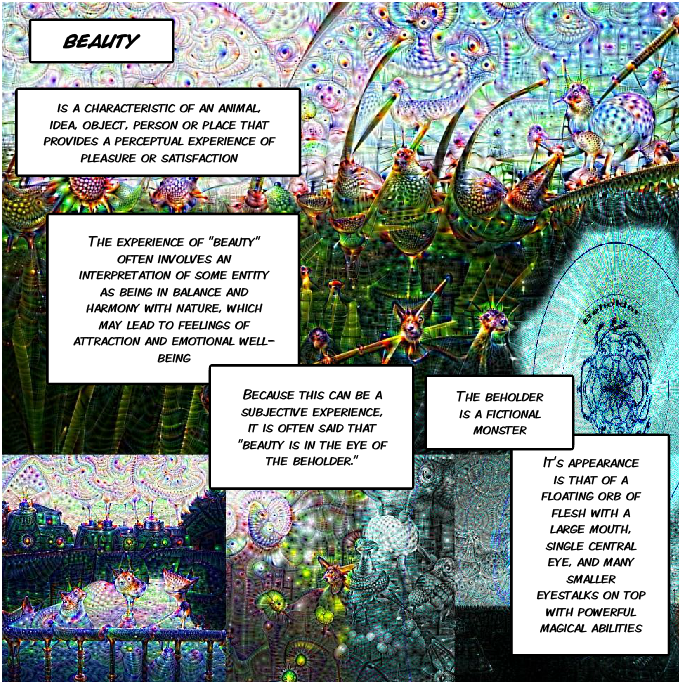 BEAUTY
IS A CHARACTERISTIC OF AN ANIMAL,
IDEA, OBJECT, PERSON OR PLACE THAT
PROVIDES A PERCEPTUAL EXPERIENCE OF
PLEASURE OR SATISFACTION
THE EXPERIENCE OF "BEAUTY"
OFTEN INVOLVES AN
INTERPRETATION OF SOME ENTITY
AS BEING IN BALANCE AND
HARMONY WITH NATURE, WHICH
MAY LEAD TO FEELINGS OF
ATTRACTION AND EMOTIONAL WELL-
BEING
BECAUSE THIS CAN BE A
SUBJECTIVE EXPERIENCE,
IT IS OFTEN SAID THAT
"BEAUTY IS IN THE EYE OF
THE BEHOLDER."
THE BEHOLDER
IS A FICTIONAL
MONSTER
IT'S APPEARANCE
IS THAT OF A
FLOATING ORB OF
FLESH WITH A
LARGE MOUTH,
SINGLE CENTRAL
EYE, AND MANY
SMALLER
EYESTALKS ON TOP
WITH POWERFUL
MAGICAL ABILITIES